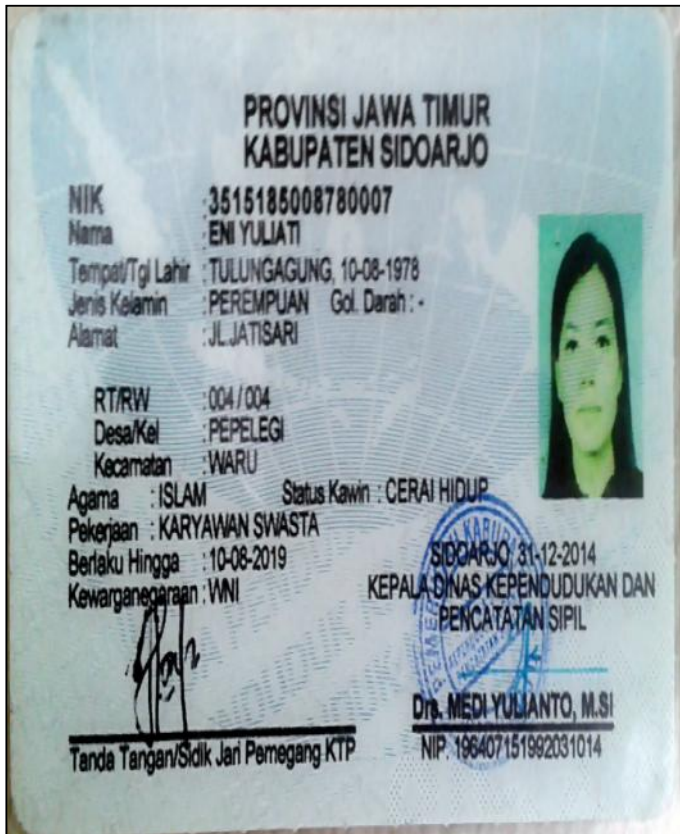 PROVINSI JAWA TIMUR
KABUPATEN SIDOARJO
NIK : 3515185008780007
Nama : ENI YULIATI
Tempat/Tgl Lahir : TULUNGAGUNG, 10-08-1978
Jenis Kelamin : PEREMPUAN Gol. Darah : -
Alamat : JL.JATISARI
RT/RW : 004 / 004
Desa/Kel : PEPELEGI
Kecamatan : WARU
Agama : ISLAM Status Kawin : CERAI HIDUP
Pekerjaan : KARYAWAN SWASTA
Berlaku Hingga : 10-08-2019
Kewarganegaraan : WNI
SIDOARJO, 31-12-2014
KEPALA DINAS KEPENDUDUKAN DAN
PENCATATAN SIPIL
Drs. MEDI YULIANTO, M.SI
NIP. 196407151992031014
Tanda Tangan/Sidik Jari Pemegang KTP